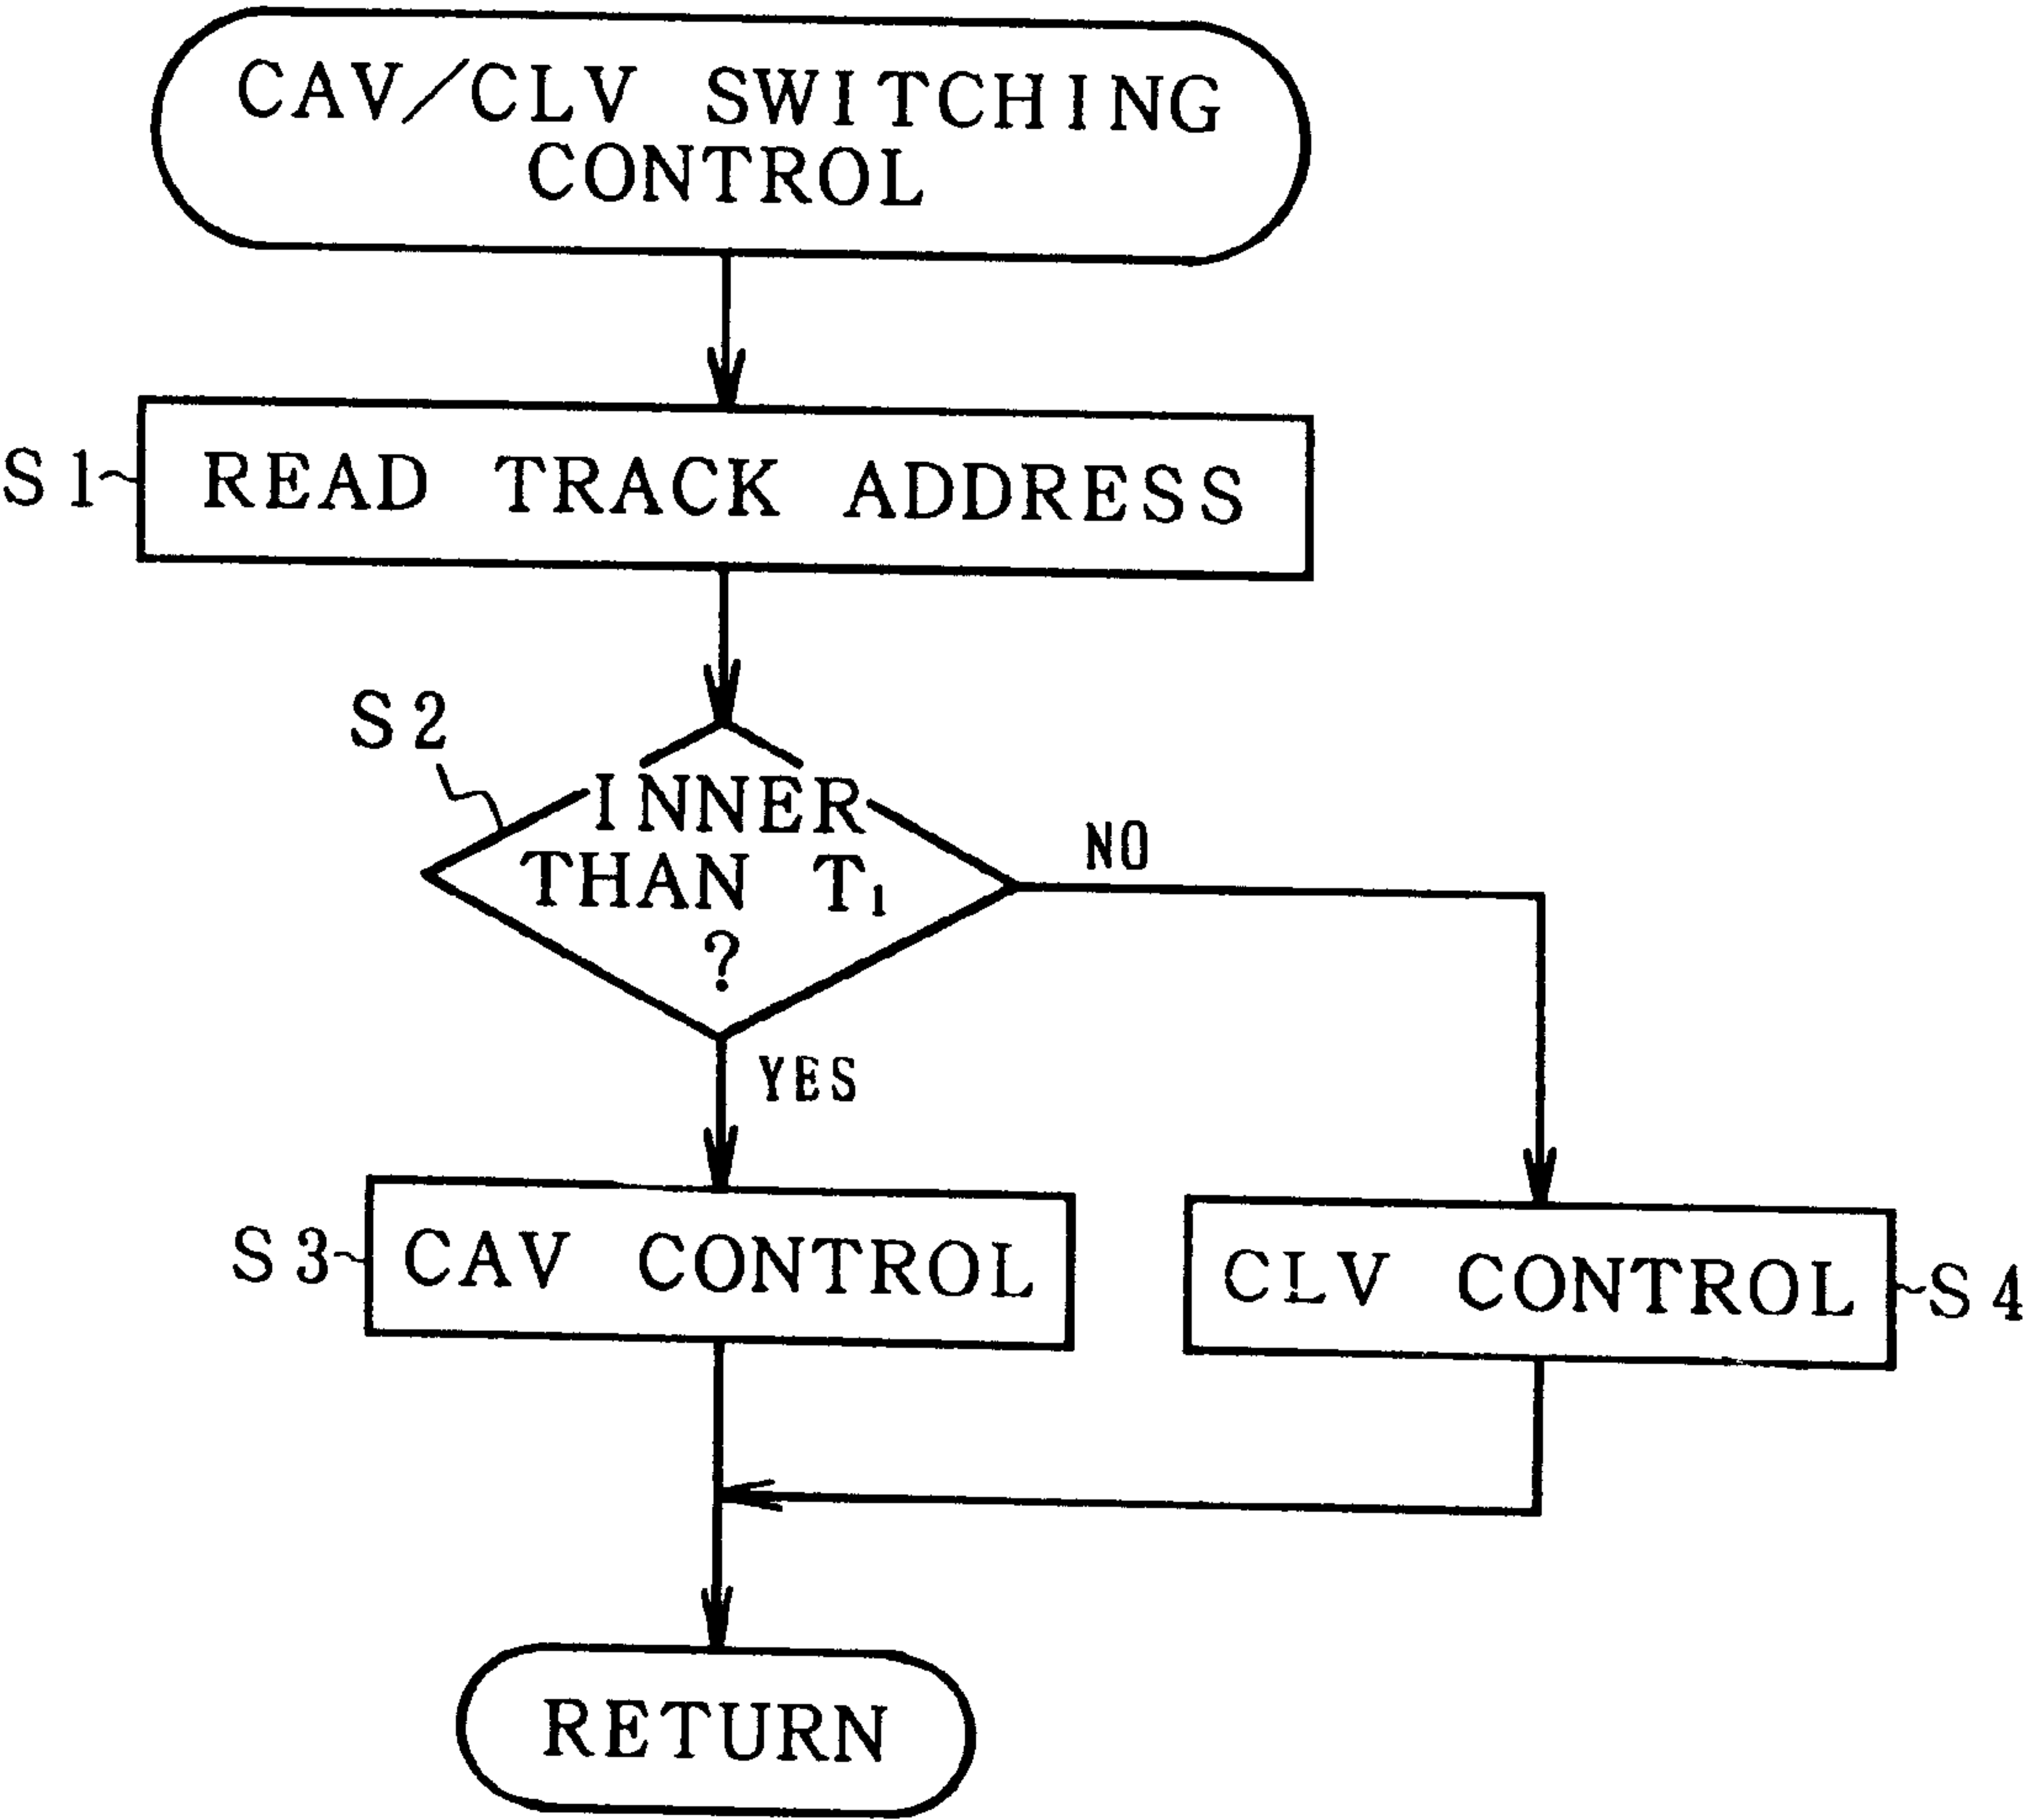 CAV/CLV SWITCHING
CONTROL
S1
READ TRACK ADDRESS
S2
INNER
THAN T₁
?
NO
YES
S3
CAV CONTROL
CLV CONTROL
S4
RETURN